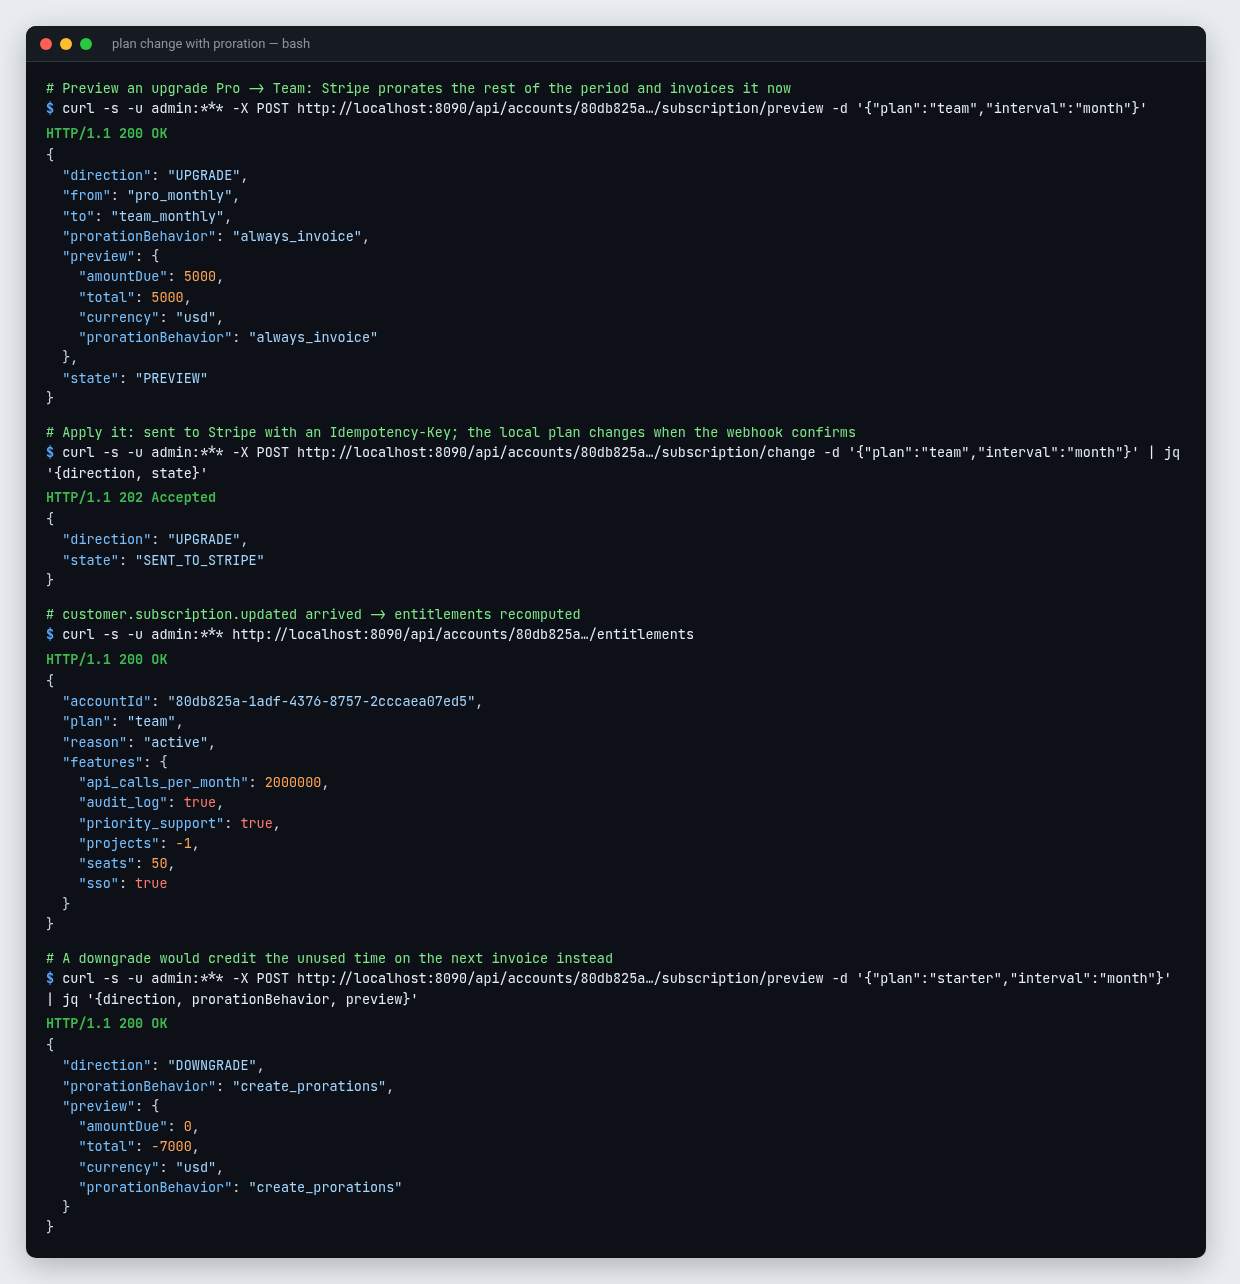 plan change with proration — bash
# Preview an upgrade Pro -> Team: Stripe prorates the rest of the period and invoices it now
$ curl -s -u admin:*** -X POST http://localhost:8090/api/accounts/80db825a…/subscription/preview -d '{"plan":"team","interval":"month"}'
HTTP/1.1 200 OK
{
  "direction": "UPGRADE",
  "from": "pro_monthly",
  "to": "team_monthly",
  "prorationBehavior": "always_invoice",
  "preview": {
    "amountDue": 5000,
    "total": 5000,
    "currency": "usd",
    "prorationBehavior": "always_invoice"
  },
  "state": "PREVIEW"
}
# Apply it: sent to Stripe with an Idempotency-Key; the local plan changes when the webhook confirms
$ curl -s -u admin:*** -X POST http://localhost:8090/api/accounts/80db825a…/subscription/change -d '{"plan":"team","interval":"month"}' | jq
'{direction, state}'
HTTP/1.1 202 Accepted
{
  "direction": "UPGRADE",
  "state": "SENT_TO_STRIPE"
}
# customer.subscription.updated arrived -> entitlements recomputed
$ curl -s -u admin:*** http://localhost:8090/api/accounts/80db825a…/entitlements
HTTP/1.1 200 OK
{
  "accountId": "80db825a-1adf-4376-8757-2cccaea07ed5",
  "plan": "team",
  "reason": "active",
  "features": {
    "api_calls_per_month": 2000000,
    "audit_log": true,
    "priority_support": true,
    "projects": -1,
    "seats": 50,
    "sso": true
  }
}
# A downgrade would credit the unused time on the next invoice instead
$ curl -s -u admin:*** -X POST http://localhost:8090/api/accounts/80db825a…/subscription/preview -d '{"plan":"starter","interval":"month"}'
| jq '{direction, prorationBehavior, preview}'
HTTP/1.1 200 OK
{
  "direction": "DOWNGRADE",
  "prorationBehavior": "create_prorations",
  "preview": {
    "amountDue": 0,
    "total": -7000,
    "currency": "usd",
    "prorationBehavior": "create_prorations"
  }
}